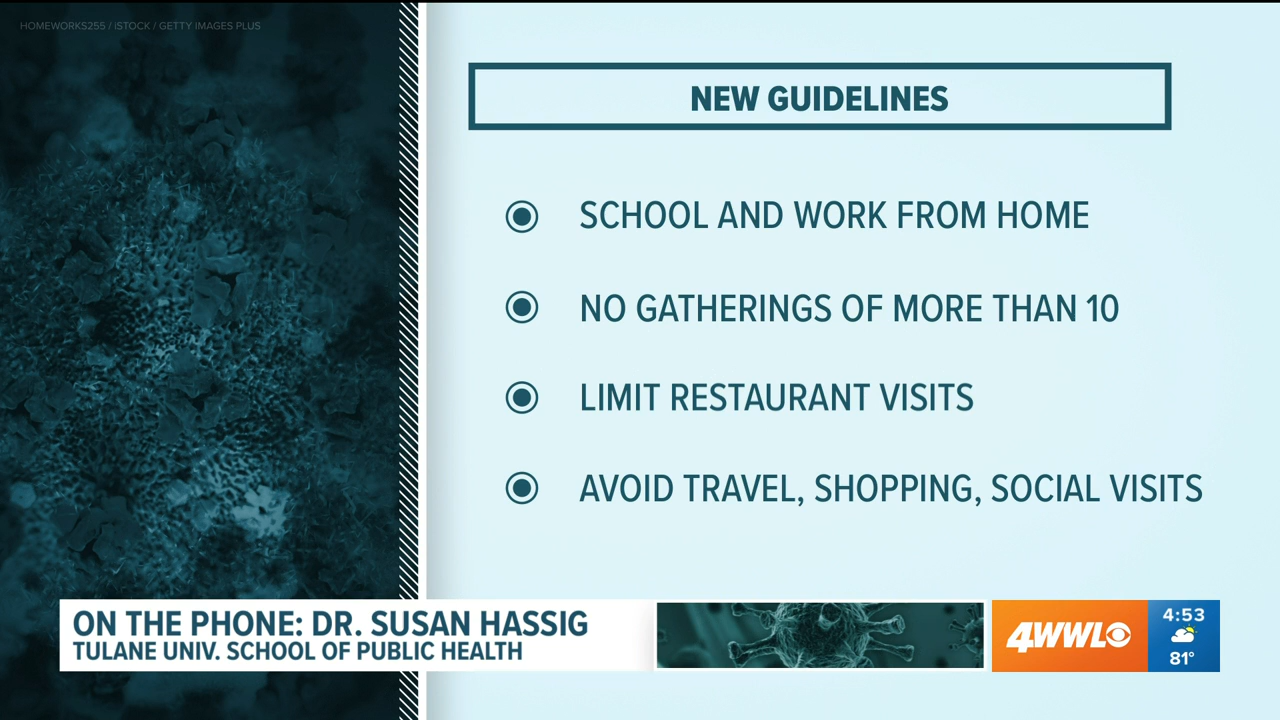 HOMEWORKS255 / ISTOCK / GETTY IMAGES PLUS
NEW GUIDELINES
SCHOOL AND WORK FROM HOME
NO GATHERINGS OF MORE THAN 10
LIMIT RESTAURANT VISITS
AVOID TRAVEL, SHOPPING, SOCIAL VISITS
ON THE PHONE: DR. SUSAN HASSIG
TULANE UNIV. SCHOOL OF PUBLIC HEALTH
4WWL
4:53
81°